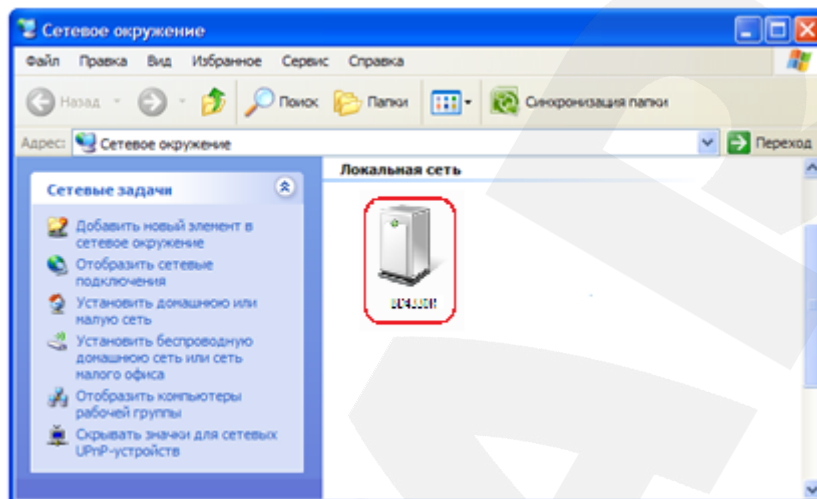 Сетевое окружение
Файл Правка Вид Избранное Сервис Справка
Назад Поиск Папки Синхронизация папки
Адрес: Сетевое окружение Переход
Локальная сеть
Сетевые задачи
Добавить новый элемент в
сетевое окружение
Отобразить сетевые
подключения
Установить домашнюю или
малую сеть
Установить беспроводную
домашнюю сеть или сеть
малого офиса
Отобразить компьютеры
рабочей группы
Скрывать значки для сетевых
UPnP-устройств